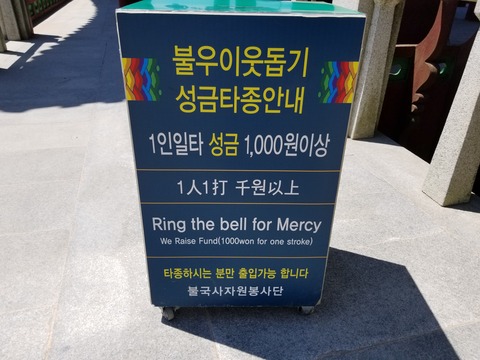 불우이웃돕기
성금타종안내
1인일타 성금 1,000원이상
1人1打 千원以上
Ring the bell for Mercy
We Raise Fund(1000won for one stroke)
타종하시는 분만 출입가능 합니다
불국사자원봉사단